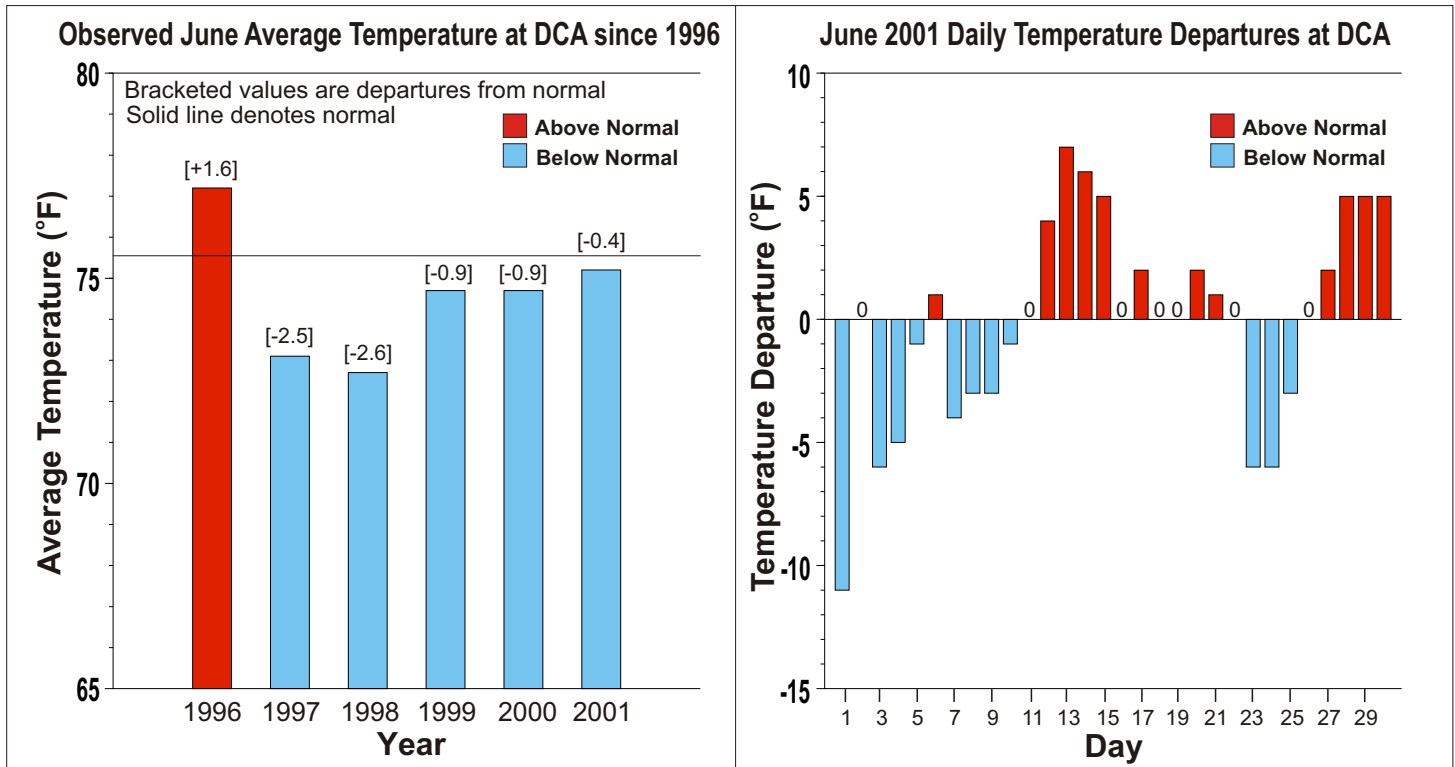 Observed June Average Temperature at DCA since 1996
80
75
70
65
Average Temperature (°F)
Bracketed values are departures from normal
Solid line denotes normal
Above Normal
Below Normal
[+1.6]
[-2.5]
[-2.6]
[-0.9]
[-0.9]
[-0.4]
1996 1997 1998 1999 2000 2001
Year
June 2001 Daily Temperature Departures at DCA
10
5
0
-5
-10
-15
Temperature Departure (°F)
Above Normal
Below Normal
0 0 0 0 0 0 0
1 3 5 7 9 11 13 15 17 19 21 23 25 27 29
Day